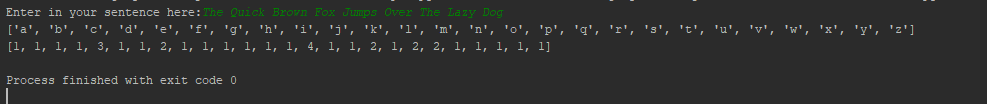 Enter in your sentence here:The Quick Brown Fox Jumps Over The Lazy Dog
['a', 'b', 'c', 'd', 'e', 'f', 'g', 'h', 'i', 'j', 'k', 'l', 'm', 'n', 'o', 'p', 'q', 'r', 's', 't', 'u', 'v', 'w', 'x', 'y', 'z']
[1, 1, 1, 1, 3, 1, 1, 2, 1, 1, 1, 1, 1, 1, 4, 1, 1, 2, 1, 2, 2, 1, 1, 1, 1, 1]
Process finished with exit code 0